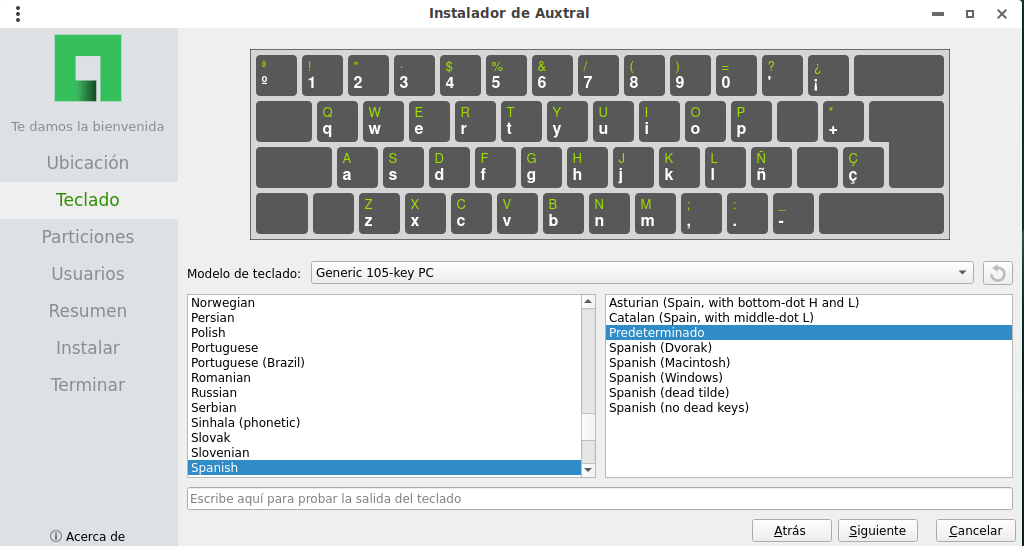 Instalador de Auxtral
Te damos la bienvenida
Ubicación
Teclado
Particiones
Usuarios
Resumen
Instalar
Terminar
Acerca de
ª ! " · $ % & / ( ) = ? ¿
º 1 2 3 4 5 6 7 8 9 0 ' ¡
Q W E R T Y U I O P *
q w e r t y u i o p +
A S D F G H J K L Ñ Ç
a s d f g h j k l ñ ç
Z X C V B N M ; : _
z x c v b n m , . -
Modelo de teclado: Generic 105-key PC
Norwegian
Persian
Polish
Portuguese
Portuguese (Brazil)
Romanian
Russian
Serbian
Sinhala (phonetic)
Slovak
Slovenian
Spanish
Asturian (Spain, with bottom-dot H and L)
Catalan (Spain, with middle-dot L)
Predeterminado
Spanish (Dvorak)
Spanish (Macintosh)
Spanish (Windows)
Spanish (dead tilde)
Spanish (no dead keys)
Escribe aquí para probar la salida del teclado
Atrás Siguiente Cancelar